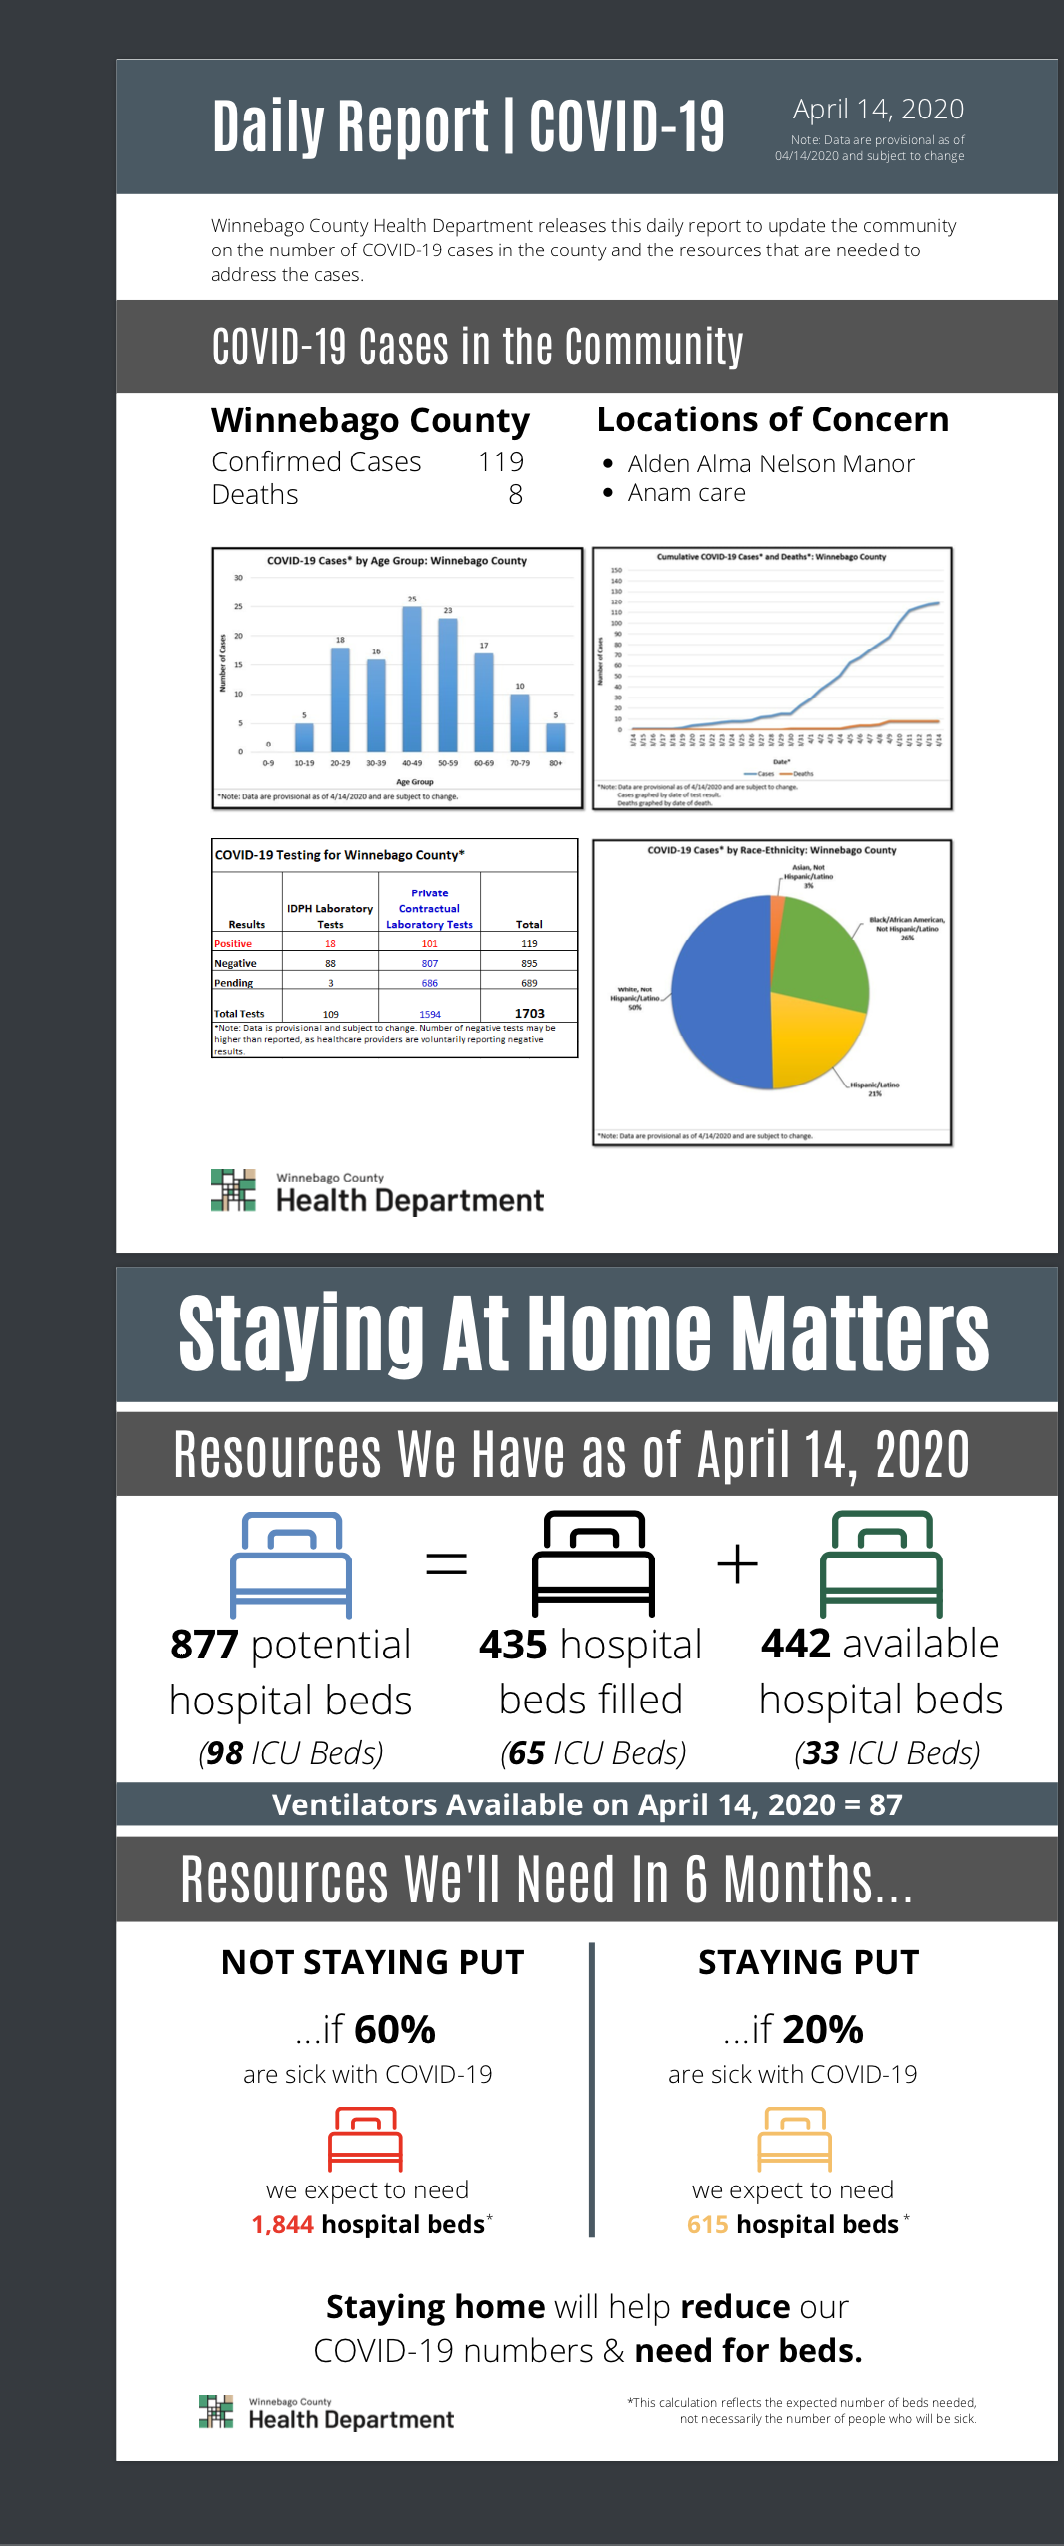 Daily Report | COVID-19
April 14, 2020
Note: Data are provisional as of
04/14/2020 and subject to change
Winnebago County Health Department releases this daily report to update the community
on the number of COVID-19 cases in the county and the resources that are needed to
address the cases.
COVID-19 Cases in the Community
Winnebago County
Confirmed Cases 119
Deaths 8
Locations of Concern
• Alden Alma Nelson Manor
• Anam care
COVID-19 Cases* by Age Group: Winnebago County
Number of Cases
30
25
20
15
10
5
0
0
5
18
16
25
23
17
10
5
0-9 10-19 20-29 30-39 40-49 50-59 60-69 70-79 80+
Age Group
*Note: Data are provisional as of 4/14/2020 and are subject to change.
Cumulative COVID-19 Cases* and Deaths*: Winnebago County
Number of Cases
150
140
130
120
110
100
90
80
70
60
50
40
30
20
10
0
3/14 3/15 3/16 3/17 3/18 3/19 3/20 3/21 3/22 3/23 3/24 3/25 3/26 3/27 3/28 3/29 3/30 3/31 4/1 4/2 4/3 4/4 4/5 4/6 4/7 4/8 4/9 4/10 4/11 4/12 4/13 4/14
Date*
Cases Deaths
*Note: Data are provisional as of 4/14/2020 and are subject to change.
Cases graphed by date of test result.
Deaths graphed by date of death.
COVID-19 Testing for Winnebago County*
Results IDPH Laboratory Tests Private Contractual Laboratory Tests Total
Positive 18 101 119
Negative 88 807 895
Pending 3 686 689
Total Tests 109 1594 1703
*Note: Data is provisional and subject to change. Number of negative tests may be
higher than reported, as healthcare providers are voluntarily reporting negative
results.
COVID-19 Cases* by Race-Ethnicity: Winnebago County
Asian, Not
Hispanic/Latino
3%
Black/African American,
Not Hispanic/Latino
26%
White, Not
Hispanic/Latino
50%
Hispanic/Latino
21%
*Note: Data are provisional as of 4/14/2020 and are subject to change.
Winnebago County
Health Department
Staying At Home Matters
Resources We Have as of April 14, 2020
= +
877 potential
hospital beds
(98 ICU Beds)
435 hospital
beds filled
(65 ICU Beds)
442 available
hospital beds
(33 ICU Beds)
Ventilators Available on April 14, 2020 = 87
Resources We'll Need In 6 Months...
NOT STAYING PUT
...if 60%
are sick with COVID-19
we expect to need
1,844 hospital beds*
STAYING PUT
...if 20%
are sick with COVID-19
we expect to need
615 hospital beds*
Staying home will help reduce our
COVID-19 numbers & need for beds.
Winnebago County
Health Department
*This calculation reflects the expected number of beds needed,
not necessarily the number of people who will be sick.